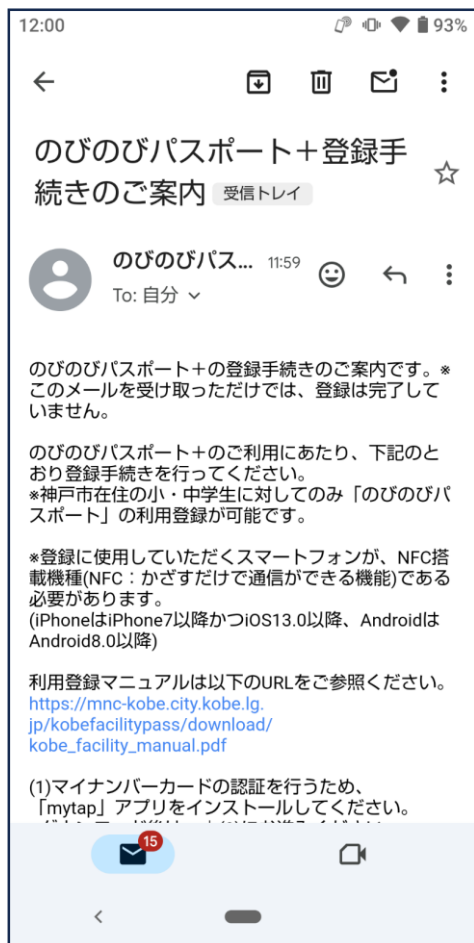 12:00
93%
のびのびパスポート＋登録手
続きのご案内 受信トレイ
のびのびパス... 11:59
To: 自分
のびのびパスポート＋の登録手続きのご案内です。※
このメールを受け取っただけでは、登録は完了して
いません。
のびのびパスポート＋のご利用にあたり、下記のと
おり登録手続きを行ってください。
※神戸市在住の小・中学生に対してのみ「のびのびパ
スポート」の利用登録が可能です。
※登録に使用していただくスマートフォンが、NFC搭
載機種(NFC：かざすだけで通信ができる機能)である
必要があります。
(iPhoneはiPhone7以降かつiOS13.0以降、Androidは
Android8.0以降)
利用登録マニュアルは以下のURLをご参照ください。
https://mnc-kobe.city.kobe.lg.
jp/kobefacilitypass/download/
kobe_facility_manual.pdf
(1)マイナンバーカードの認証を行うため、
「mytap」アプリをインストールしてください。
15